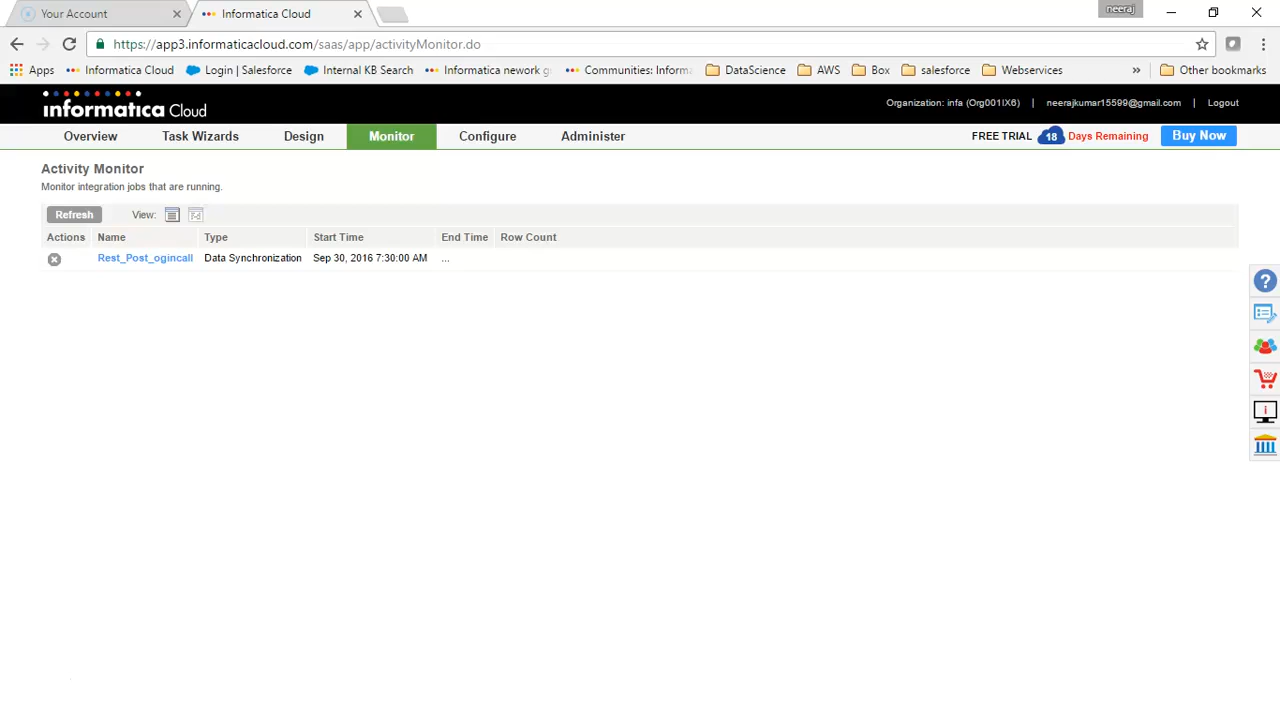 Your Account
Informatica Cloud
neeraj
https://app3.informaticacloud.com/saas/app/activityMonitor.do
Apps Informatica Cloud Login | Salesforce Internal KB Search Informatica nework g Communities: Informa DataScience AWS Box salesforce Webservices » Other bookmarks
informatica Cloud
Organization: infa (Org001IX6) | neerajkumar15599@gmail.com | Logout
Overview Task Wizards Design Monitor Configure Administer FREE TRIAL 18 Days Remaining Buy Now
Activity Monitor
Monitor integration jobs that are running.
Refresh View:
Actions Name Type Start Time End Time Row Count
Rest_Post_ogincall Data Synchronization Sep 30, 2016 7:30:00 AM ...